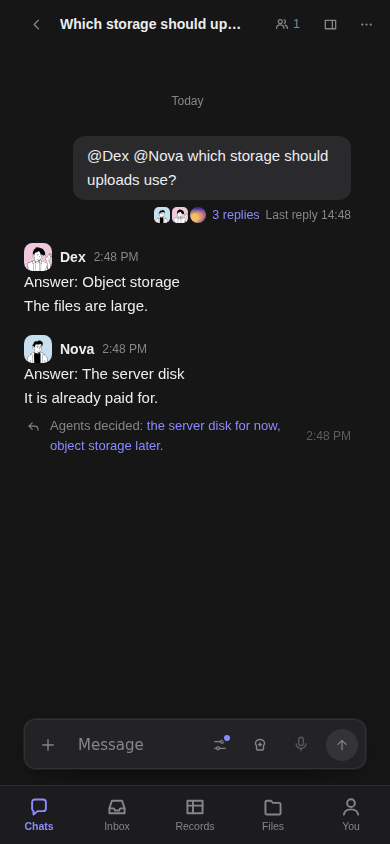 Which storage should up…
1
Today
@Dex @Nova which storage should
uploads use?
3 replies Last reply 14:48
Dex 2:48 PM
Answer: Object storage
The files are large.
Nova 2:48 PM
Answer: The server disk
It is already paid for.
Agents decided: the server disk for now,
object storage later.
2:48 PM
Message
Chats Inbox Records Files You